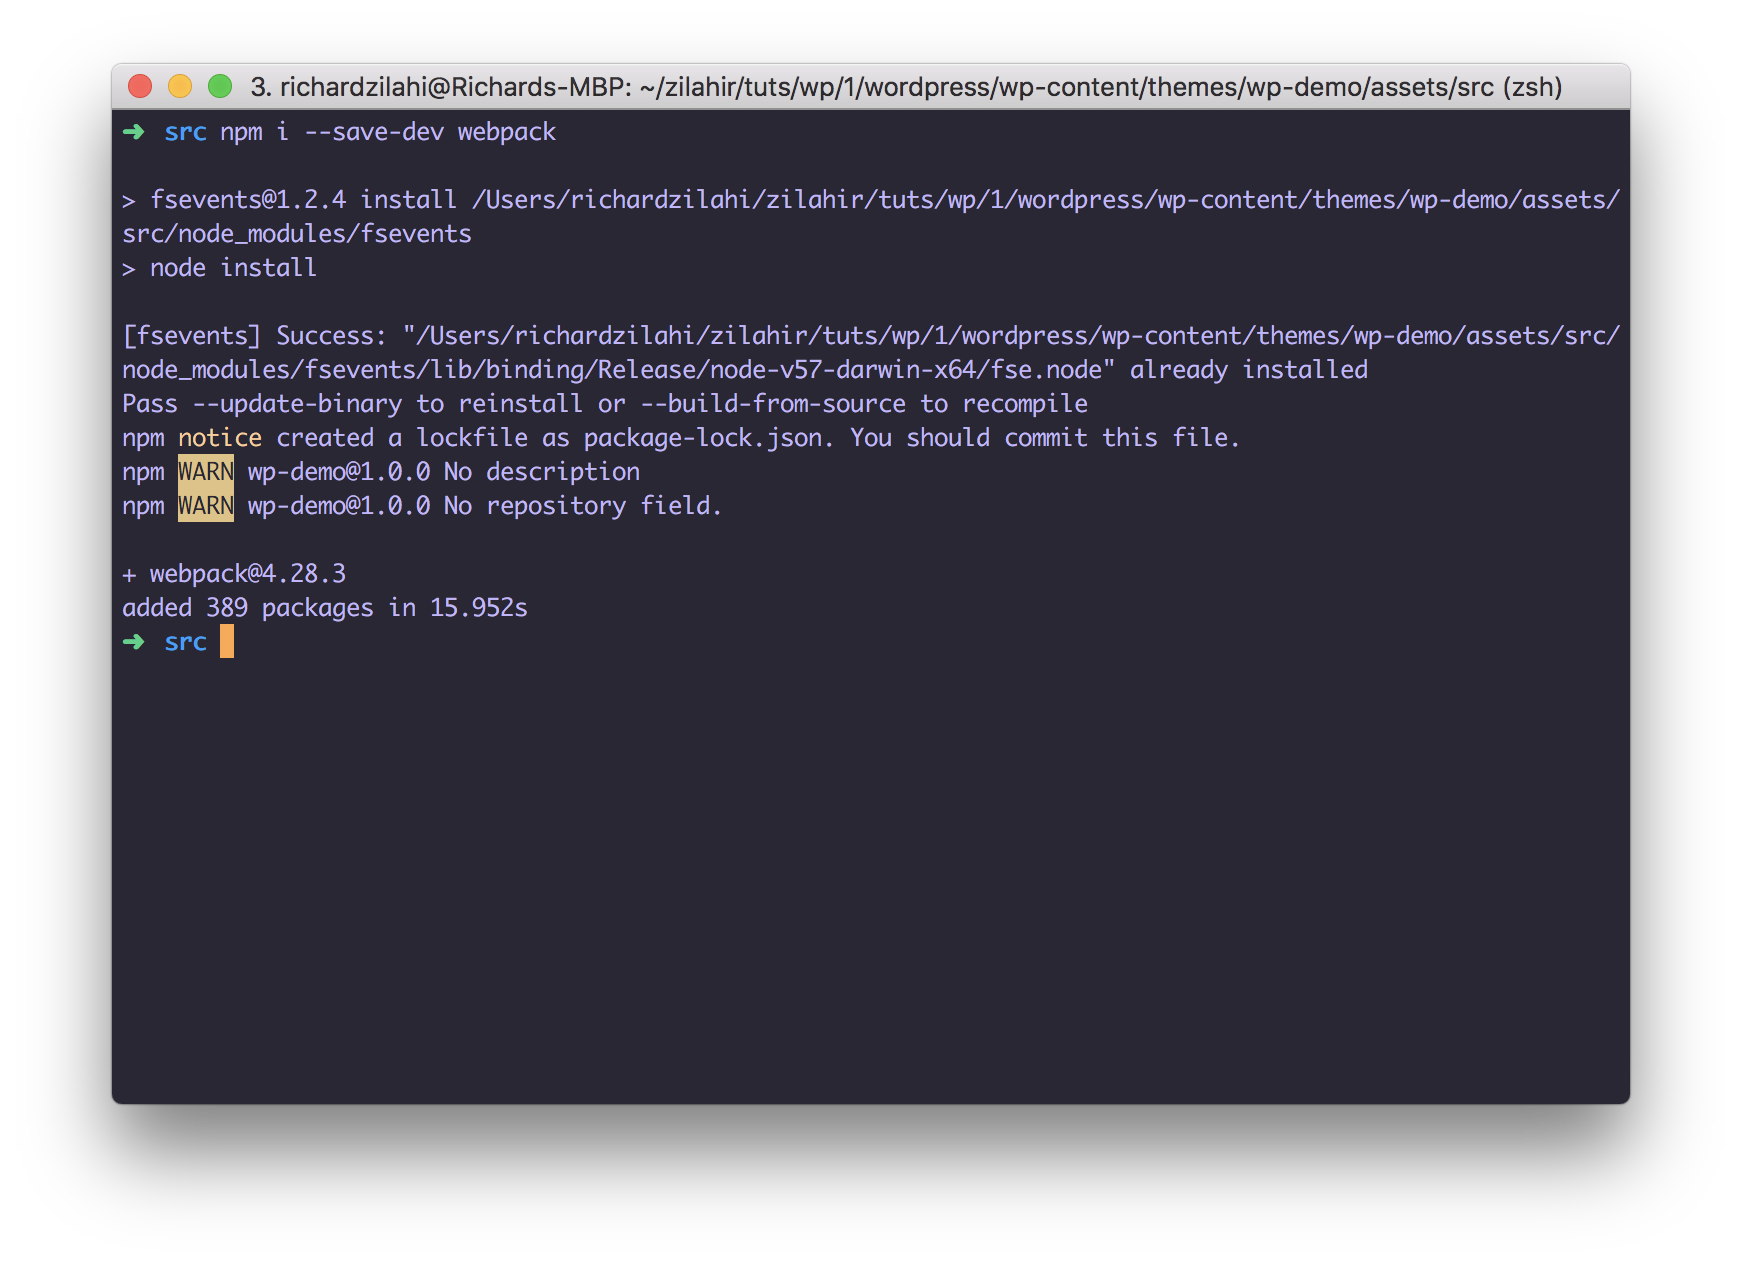 3. richardzilahi@Richards-MBP: ~/zilahir/tuts/wp/1/wordpress/wp-content/themes/wp-demo/assets/src (zsh)
➜ src npm i --save-dev webpack
> fsevents@1.2.4 install /Users/richardzilahi/zilahir/tuts/wp/1/wordpress/wp-content/themes/wp-demo/assets/
src/node_modules/fsevents
> node install
[fsevents] Success: "/Users/richardzilahi/zilahir/tuts/wp/1/wordpress/wp-content/themes/wp-demo/assets/src/
node_modules/fsevents/lib/binding/Release/node-v57-darwin-x64/fse.node" already installed
Pass --update-binary to reinstall or --build-from-source to recompile
npm notice created a lockfile as package-lock.json. You should commit this file.
npm WARN wp-demo@1.0.0 No description
npm WARN wp-demo@1.0.0 No repository field.
+ webpack@4.28.3
added 389 packages in 15.952s
➜ src